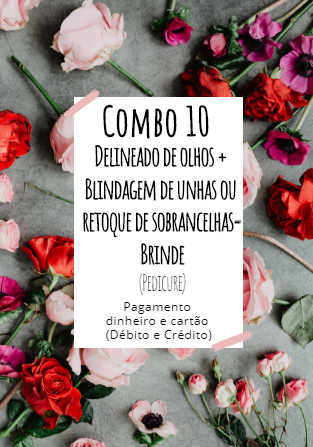 Combo 10
Delineado de olhos +
Blindagem de unhas ou
retoque de sobrancelhas-
Brinde
(Pedicure)
Pagamento
dinheiro e cartão
(Débito e Crédito)